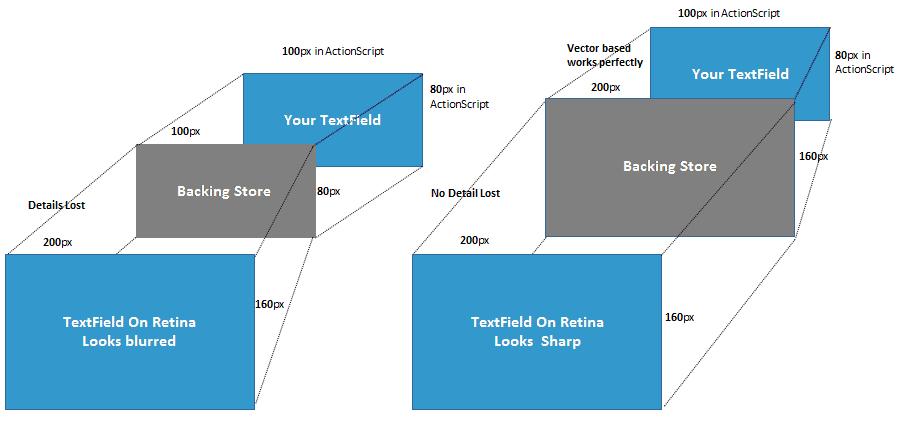 100px in ActionScript
80px in
ActionScript
Your TextField
100px
Backing Store
80px
Details Lost
200px
160px
TextField On Retina
Looks blurred
100px in ActionScript
Vector based
works perfectly
80px in
ActionScript
Your TextField
200px
Backing Store
160px
No Detail Lost
200px
160px
TextField On Retina
Looks Sharp